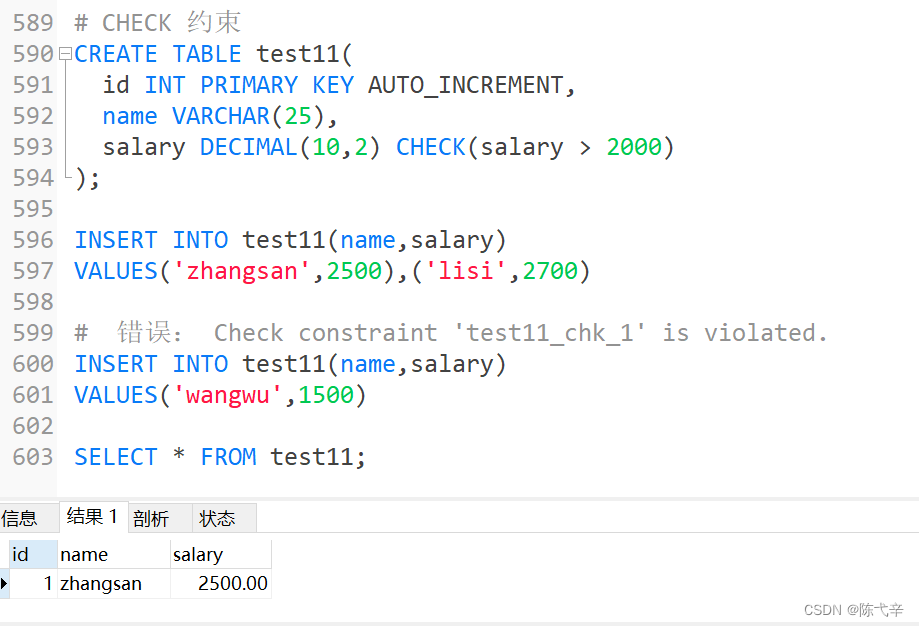 589 # CHECK 约束
590 CREATE TABLE test11(
591 id INT PRIMARY KEY AUTO_INCREMENT,
592 name VARCHAR(25),
593 salary DECIMAL(10,2) CHECK(salary > 2000)
594 );
595
596 INSERT INTO test11(name,salary)
597 VALUES('zhangsan',2500),('lisi',2700)
598
599 # 错误： Check constraint 'test11_chk_1' is violated.
600 INSERT INTO test11(name,salary)
601 VALUES('wangwu',1500)
602
603 SELECT * FROM test11;
信息 结果 1 剖析 状态
id name salary
1 zhangsan 2500.00
CSDN @陈弋辛